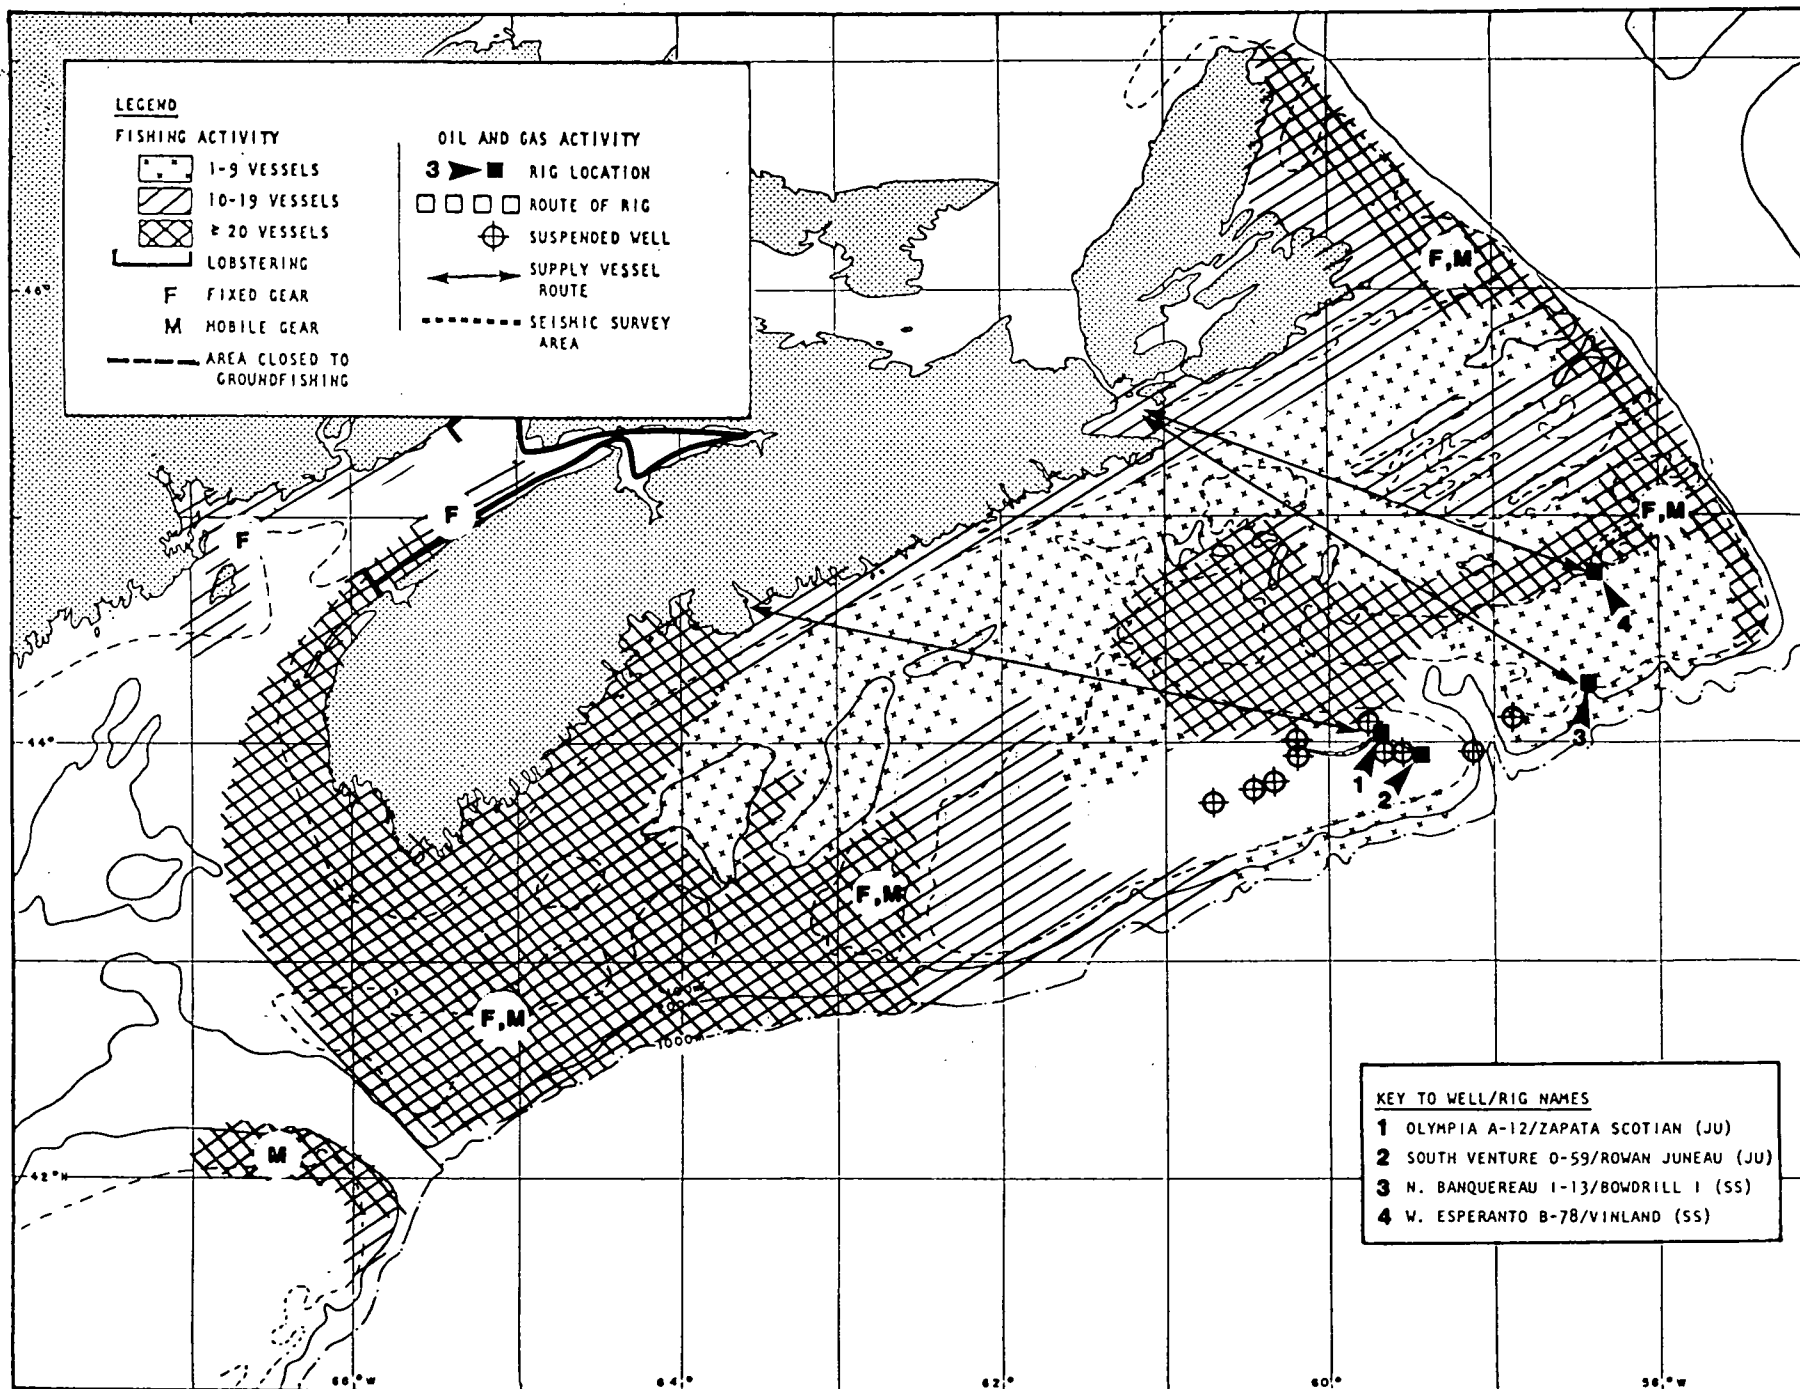 LEGEND
FISHING ACTIVITY
1-9 VESSELS
10-19 VESSELS
≥ 20 VESSELS
LOBSTERING
F FIXED GEAR
M MOBILE GEAR
AREA CLOSED TO
GROUNDFISHING
OIL AND GAS ACTIVITY
3 RIG LOCATION
ROUTE OF RIG
SUSPENDED WELL
SUPPLY VESSEL
ROUTE
SEISMIC SURVEY
AREA
46°
F,M
F
F
F,M
4
44°
3
1
2
F,M
F,M
1000m
M
42°N
KEY TO WELL/RIG NAMES
1 OLYMPIA A-12/ZAPATA SCOTIAN (JU)
2 SOUTH VENTURE O-59/ROWAN JUNEAU (JU)
3 N. BANQUEREAU I-13/BOWDRILL I (SS)
4 W. ESPERANTO B-78/VINLAND (SS)
66°W
64°
62°
60°
58°W